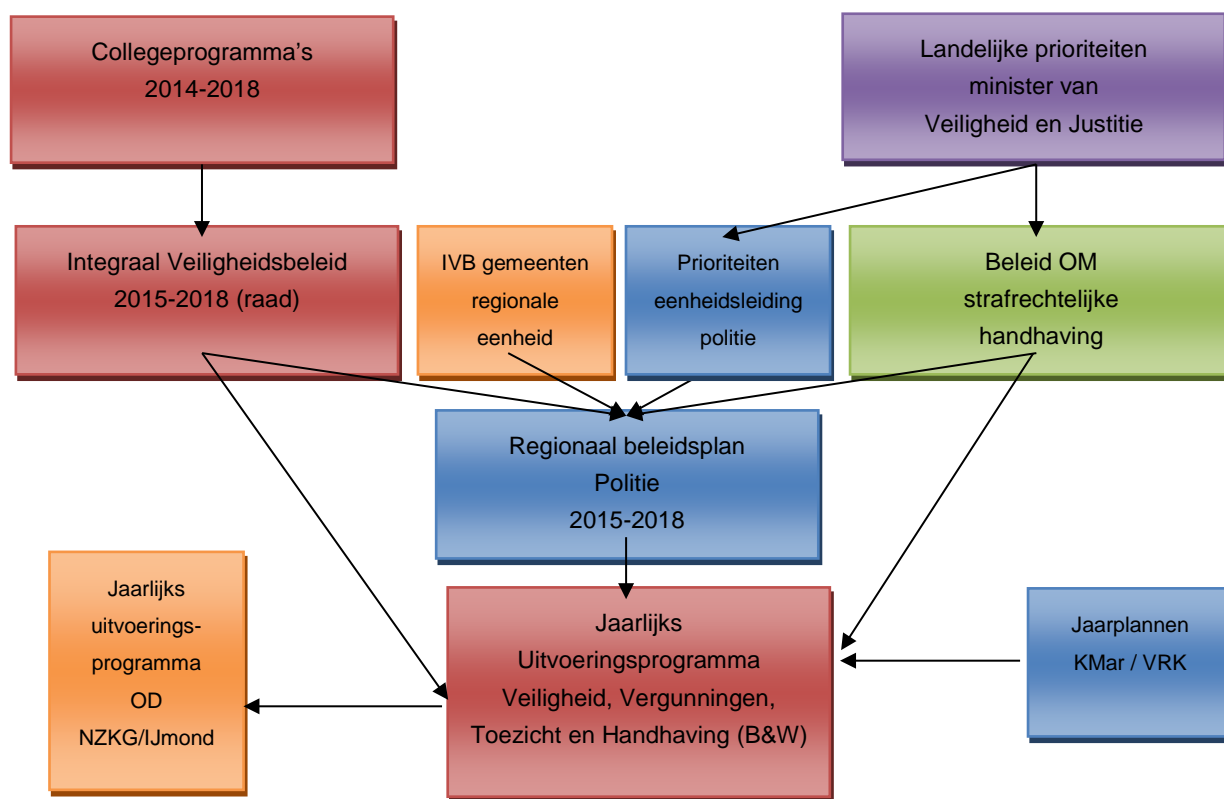 Collegeprogramma’s
2014-2018
Landelijke prioriteiten
minister van
Veiligheid en Justitie
Integraal Veiligheidsbeleid
2015-2018 (raad)
IVB gemeenten
regionale
eenheid
Prioriteiten
eenheidsleiding
politie
Beleid OM
strafrechtelijke
handhaving
Regionaal beleidsplan
Politie
2015-2018
Jaarlijks
uitvoerings-
programma
OD
NZKG/IJmond
Jaarlijks
Uitvoeringsprogramma
Veiligheid, Vergunningen,
Toezicht en Handhaving (B&W)
Jaarplannen
KMar / VRK